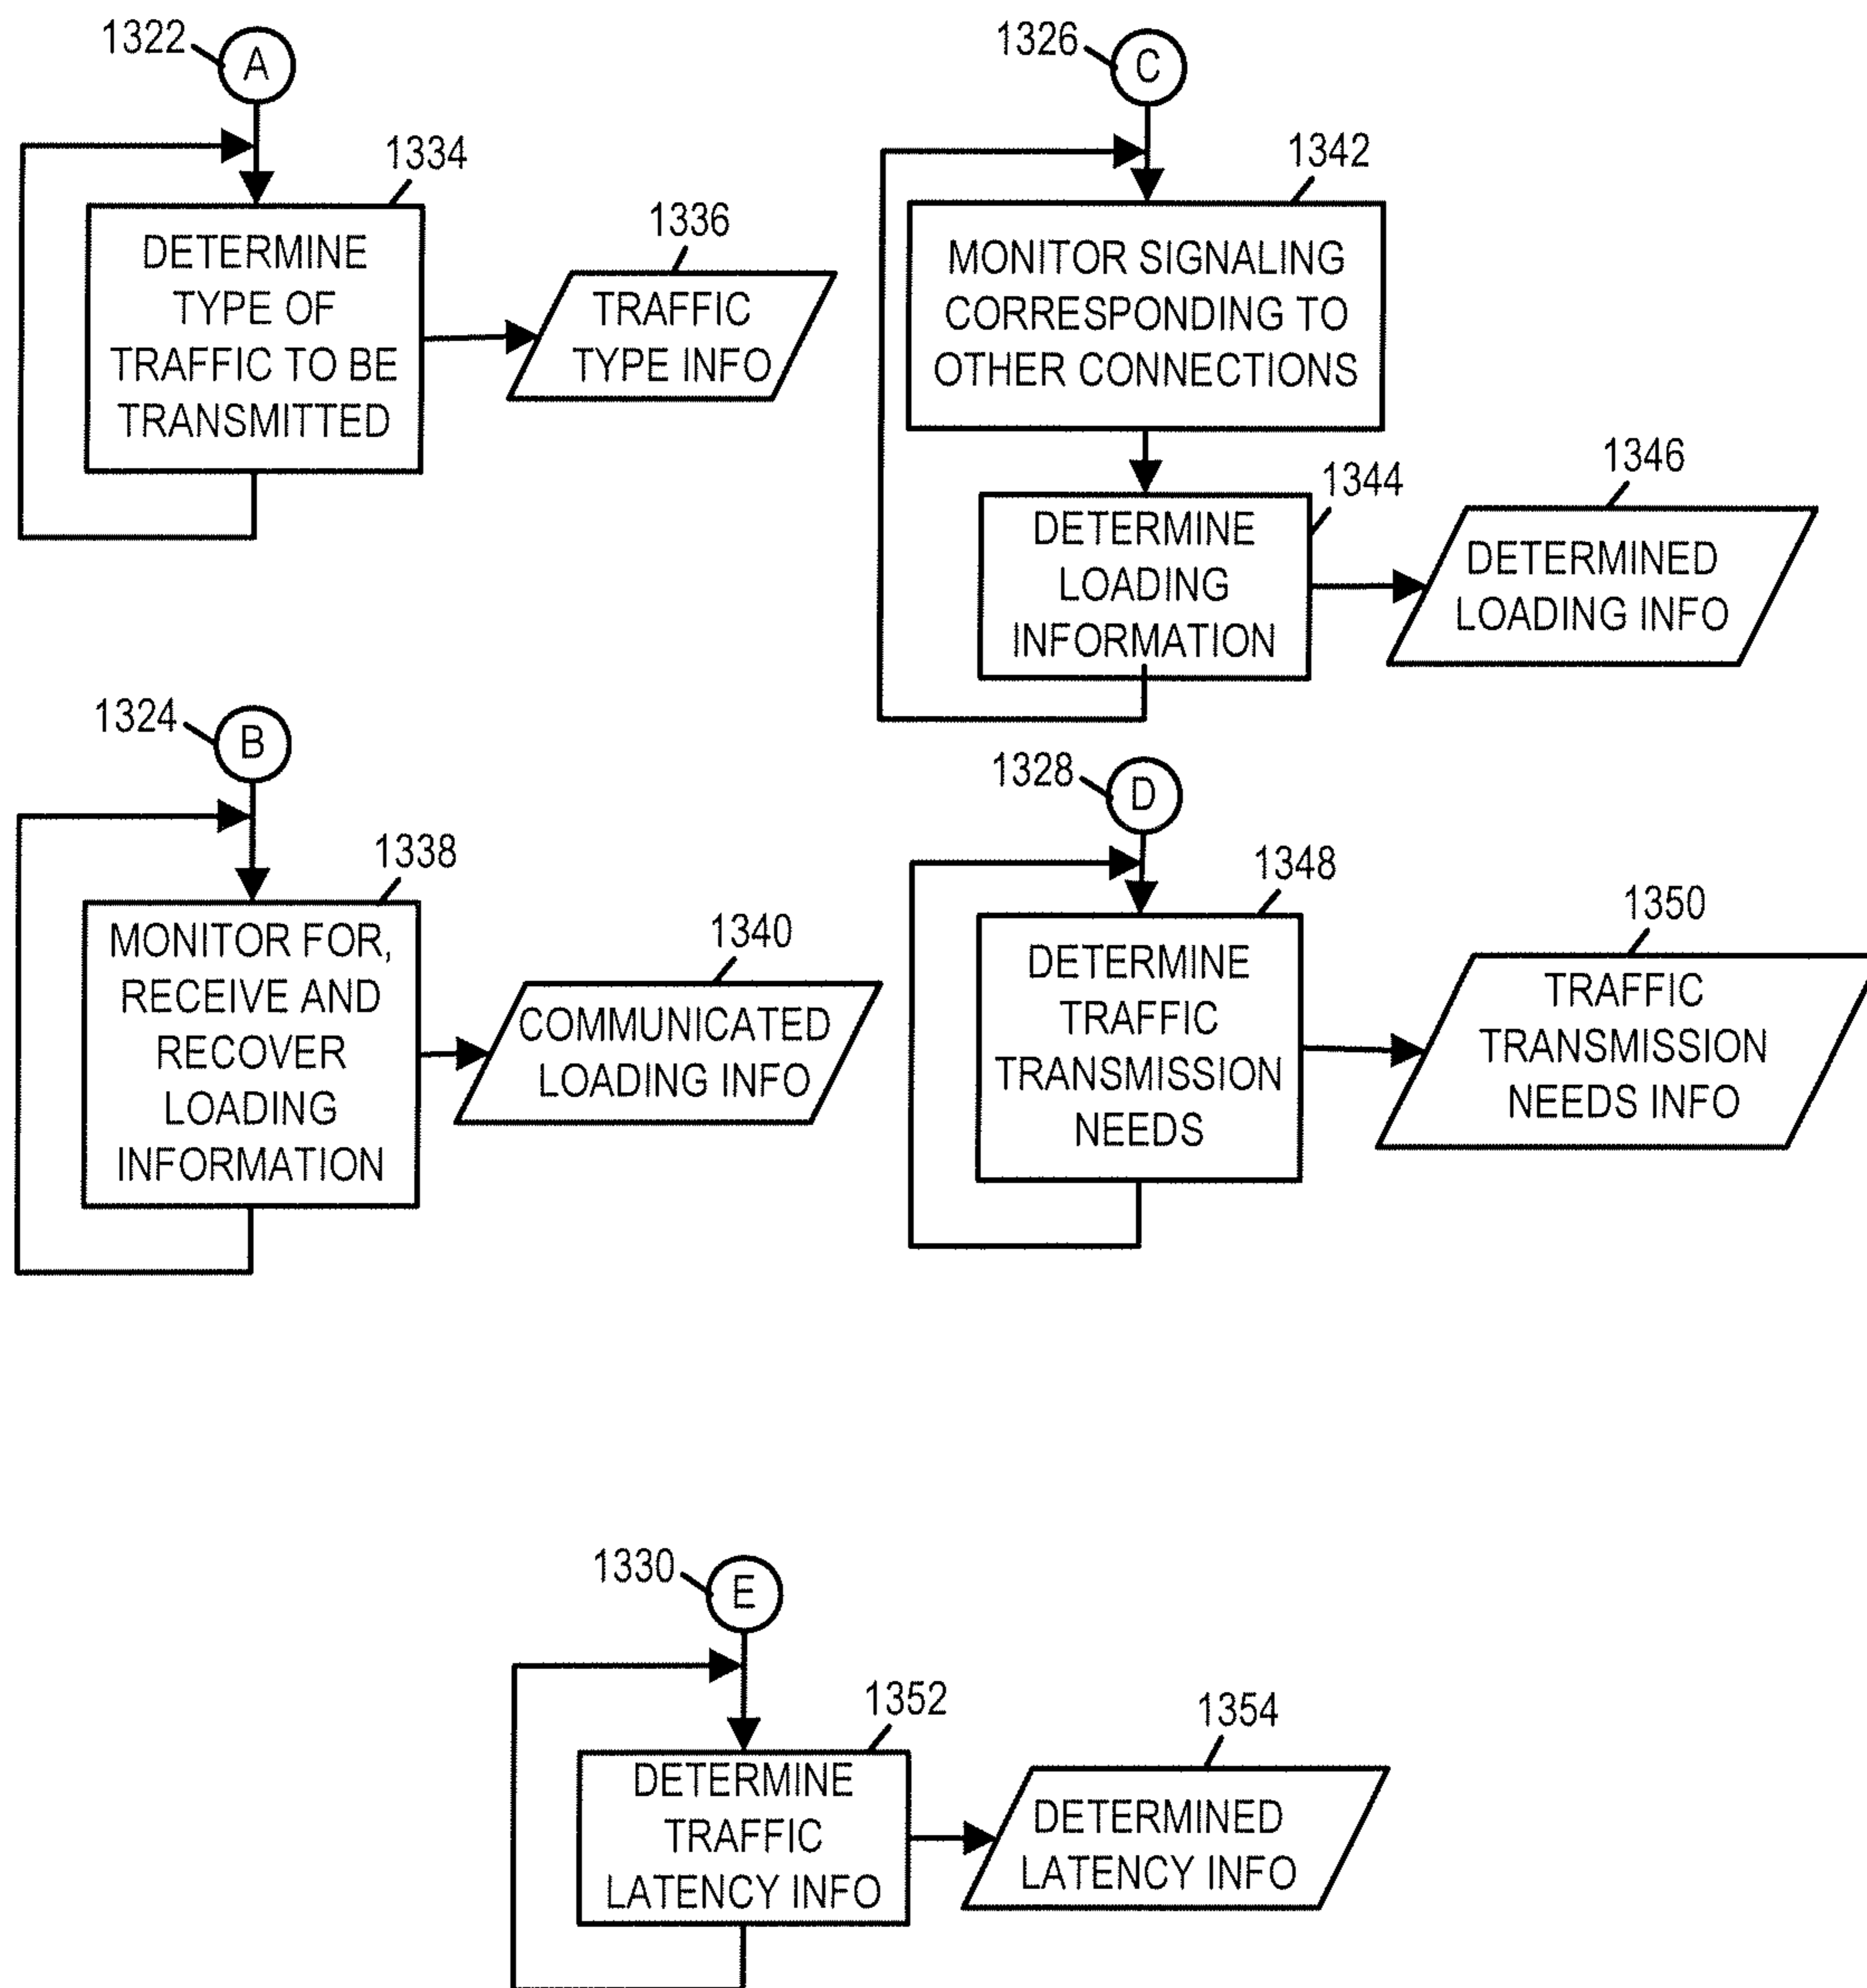 1322
A
1334
DETERMINE
TYPE OF
TRAFFIC TO BE
TRANSMITTED
1336
TRAFFIC
TYPE INFO
1326
C
1342
MONITOR SIGNALING
CORRESPONDING TO
OTHER CONNECTIONS
1344
DETERMINE
LOADING
INFORMATION
1346
DETERMINED
LOADING INFO
1324
B
1338
MONITOR FOR,
RECEIVE AND
RECOVER
LOADING
INFORMATION
1340
COMMUNICATED
LOADING INFO
1328
D
1348
DETERMINE
TRAFFIC
TRANSMISSION
NEEDS
1350
TRAFFIC
TRANSMISSION
NEEDS INFO
1330
E
1352
DETERMINE
TRAFFIC
LATENCY INFO
1354
DETERMINED
LATENCY INFO